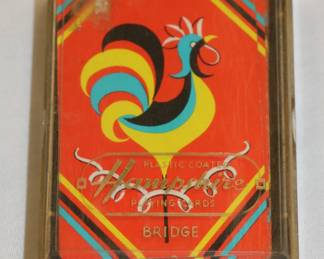 PLASTIC COATED
Hampshire
PLAYING CARDS
BRIDGE